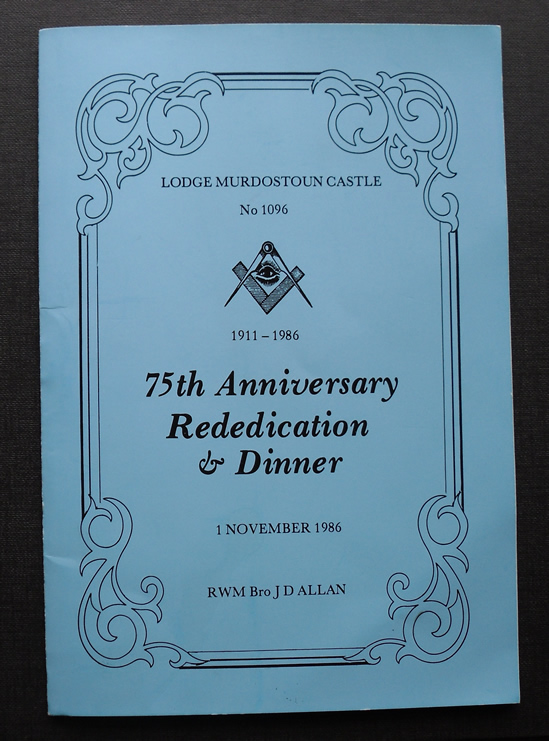 LODGE MURDOSTOUN CASTLE
No 1096
1911 – 1986
75th Anniversary
Rededication
& Dinner
1 NOVEMBER 1986
RWM Bro J D ALLAN